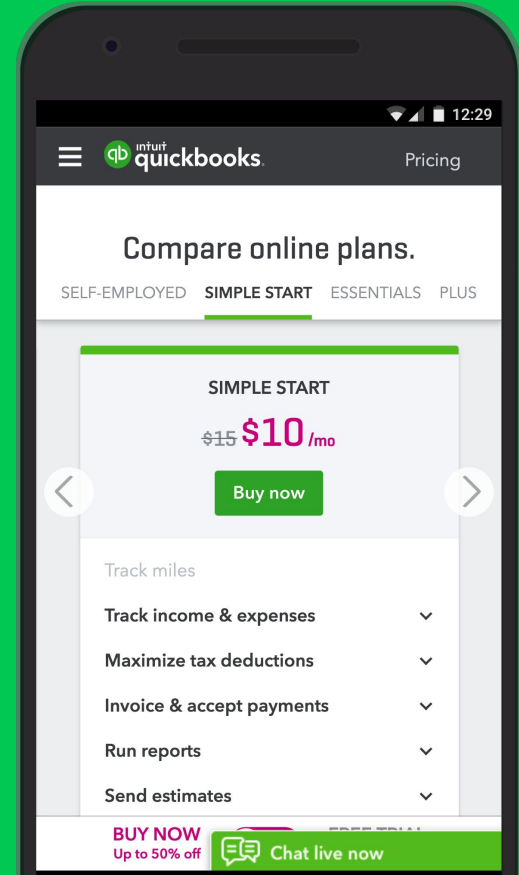 12:29
intuit
quickbooks.
Pricing
Compare online plans.
SELF-EMPLOYED SIMPLE START ESSENTIALS PLUS
SIMPLE START
$15 $10 /mo
Buy now
Track miles
Track income & expenses
Maximize tax deductions
Invoice & accept payments
Run reports
Send estimates
BUY NOW FREE TRIAL
Up to 50% off
Chat live now